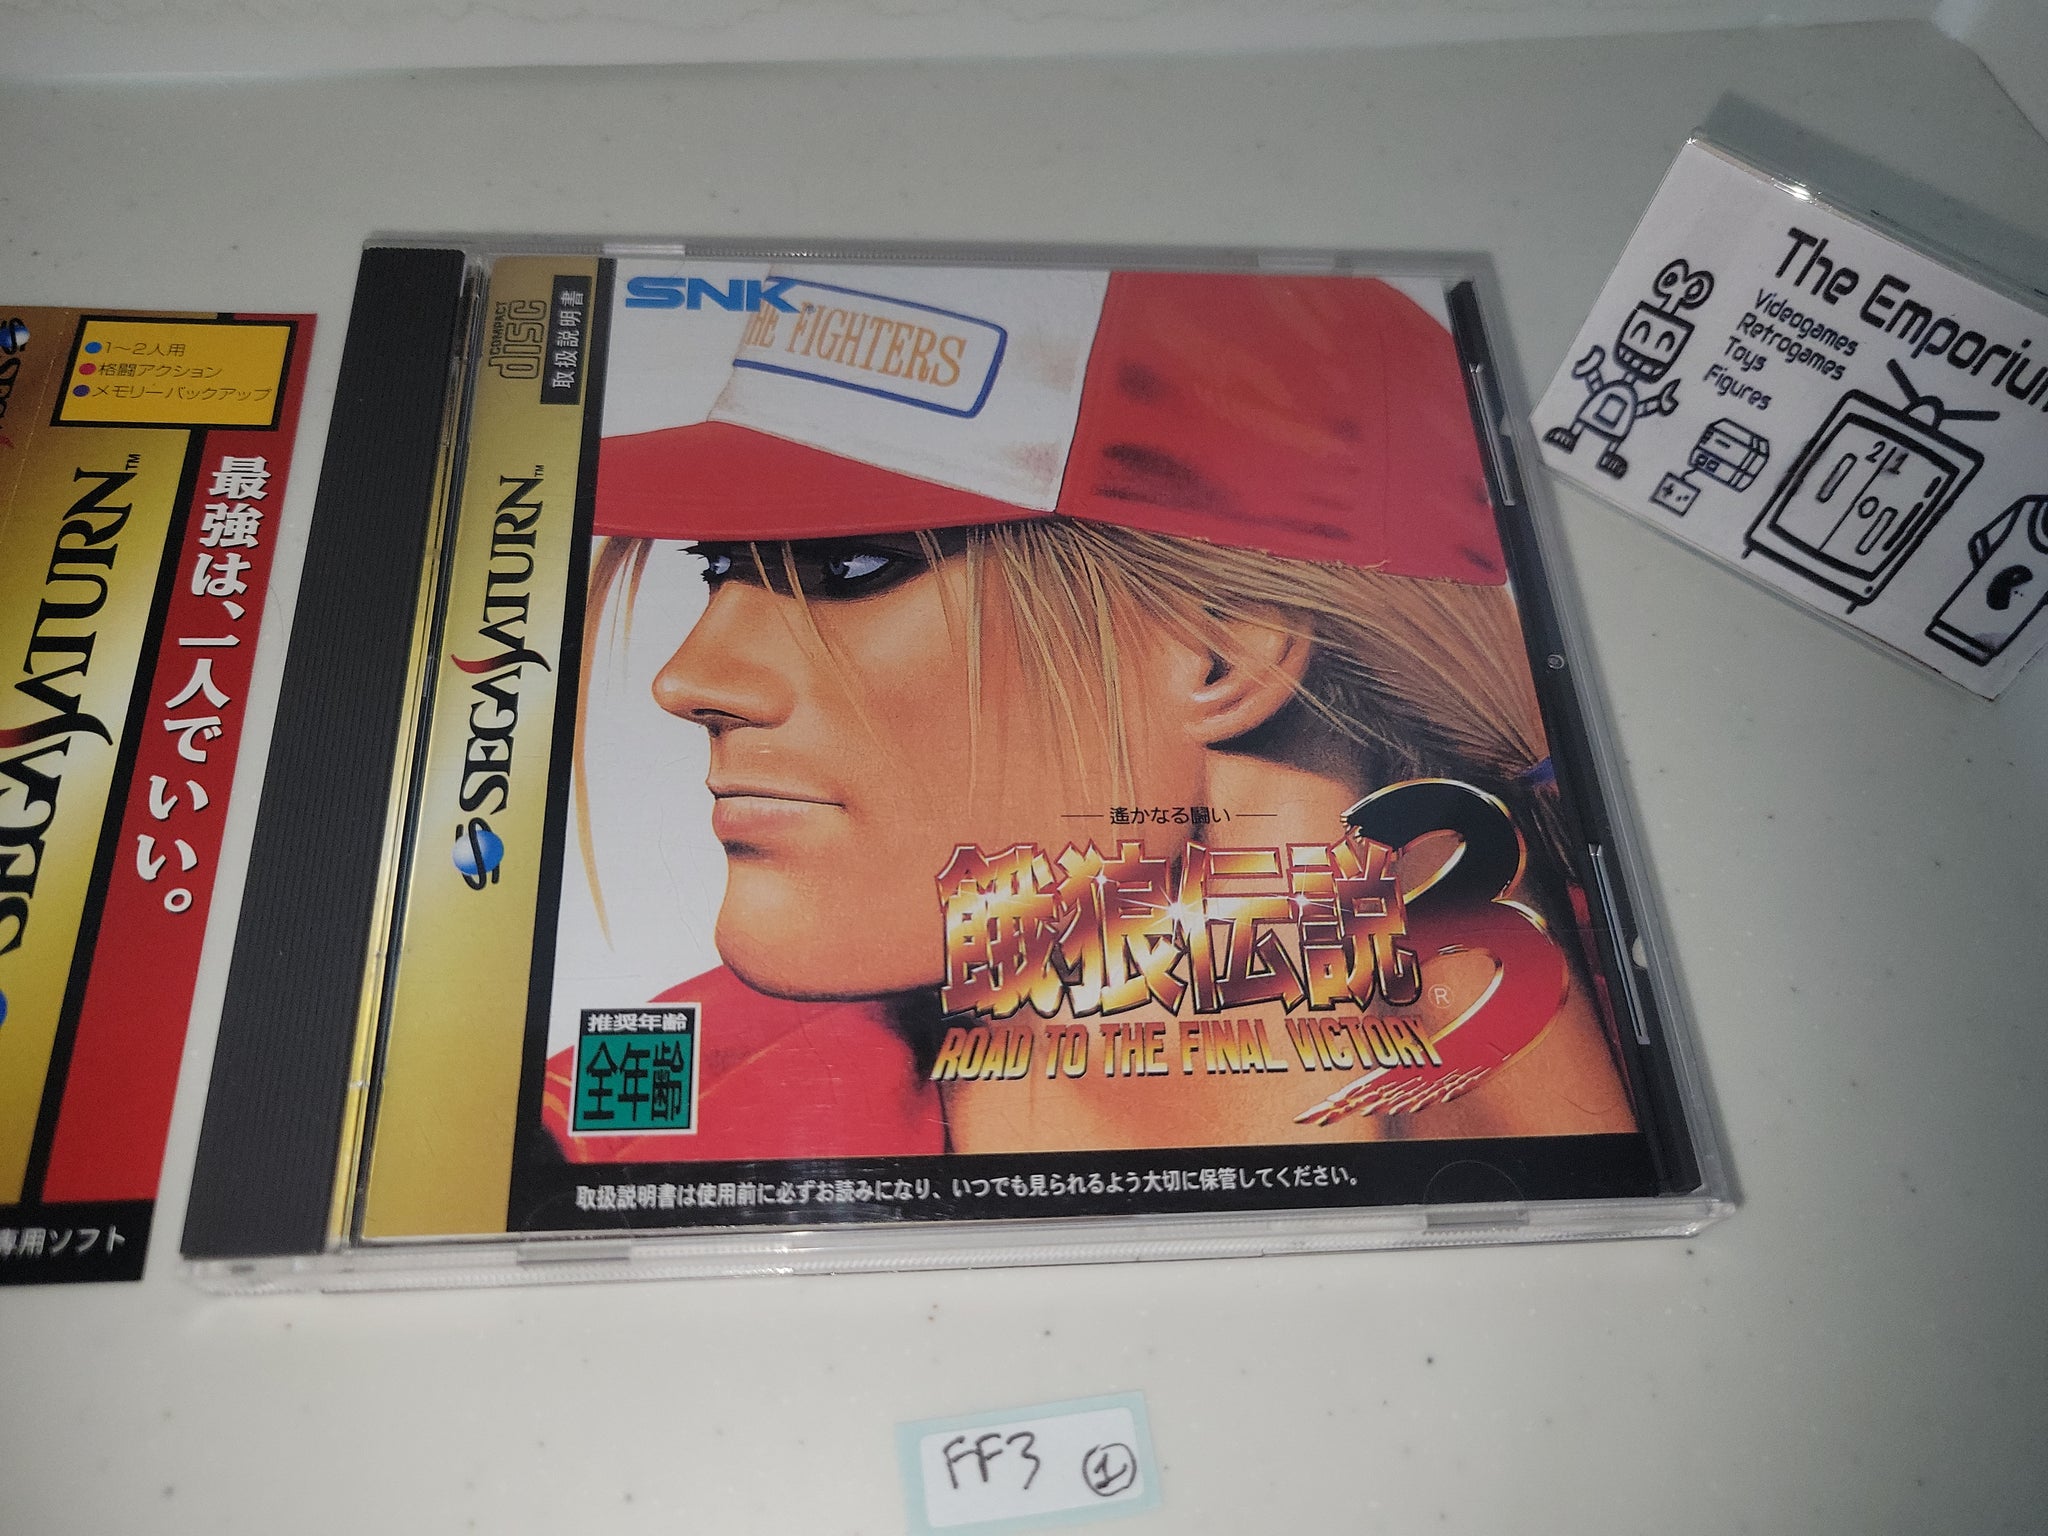 ●1〜2人用
●格闘アクション
●メモリーバックアップ
SEGA SATURN™
最強は、一人でいい。
専用ソフト
COMPACT
disc
取扱説明書
SEGA SATURN™
SNK
THE FIGHTERS
遙かなる闘い
餓狼伝説3®
ROAD TO THE FINAL VICTORY
推奨年齢
全年齢
取扱説明書は使用前に必ずお読みになり、いつでも見られるよう大切に保管してください。
The Emporium
Videogames
Retrogames
Toys
Figures
2 1
FF3 ①